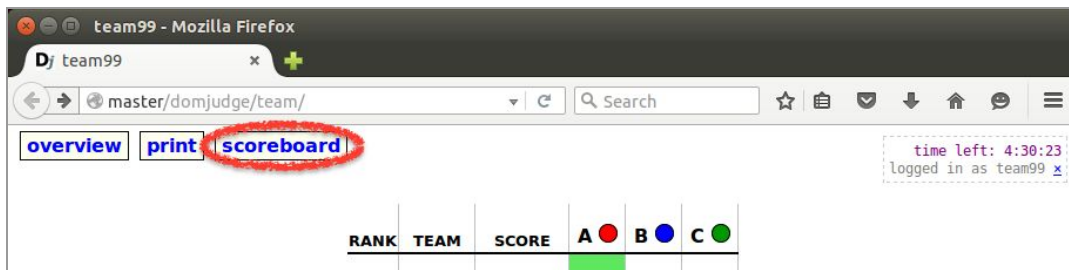 team99 - Mozilla Firefox
Dj team99
master/domjudge/team/
Search
overview print scoreboard
time left: 4:30:23
logged in as team99 ×
RANK TEAM SCORE A B C